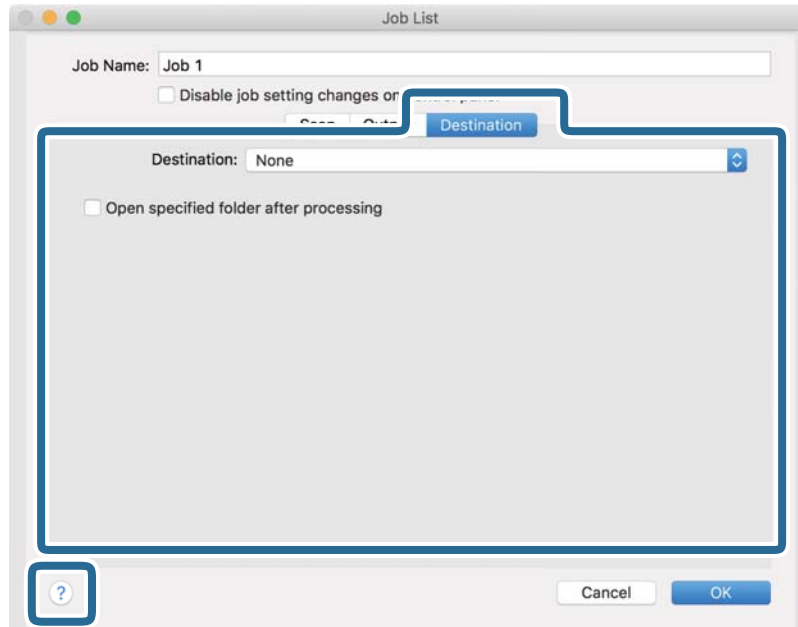 Job List
Job Name: Job 1
Disable job setting changes on
Destination
Destination: None
Open specified folder after processing
? Cancel OK